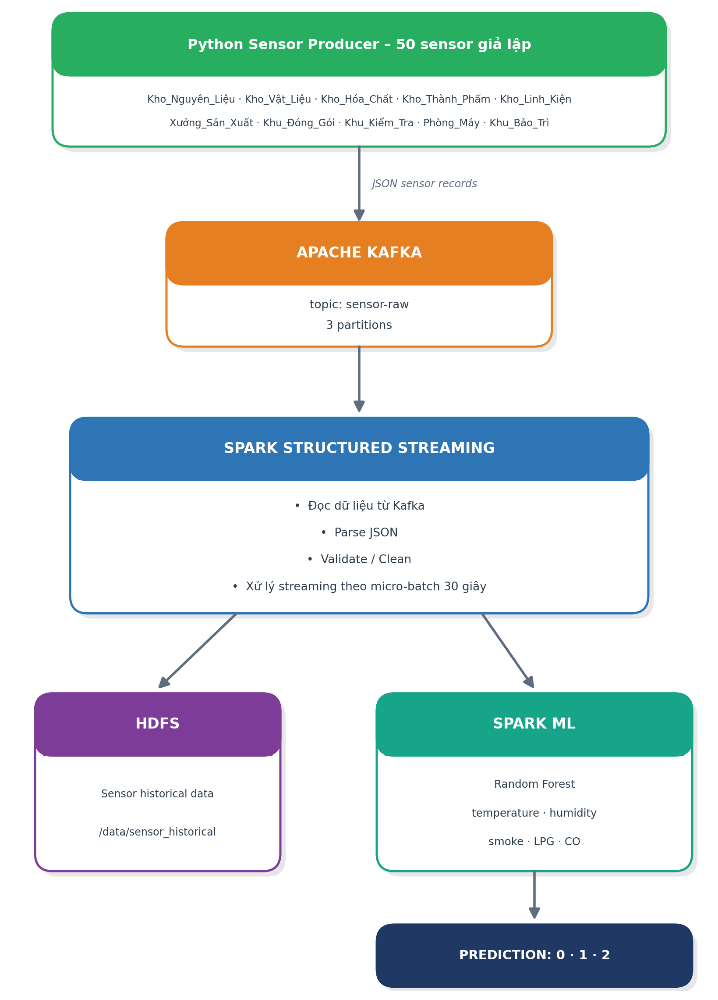 Python Sensor Producer – 50 sensor giả lập
Kho_Nguyên_Liệu · Kho_Vật_Liệu · Kho_Hóa_Chất · Kho_Thành_Phẩm · Kho_Linh_Kiện
Xưởng_Sản_Xuất · Khu_Đóng_Gói · Khu_Kiểm_Tra · Phòng_Máy · Khu_Bảo_Trì
JSON sensor records
APACHE KAFKA
topic: sensor-raw
3 partitions
SPARK STRUCTURED STREAMING
• Đọc dữ liệu từ Kafka
• Parse JSON
• Validate / Clean
• Xử lý streaming theo micro-batch 30 giây
HDFS
Sensor historical data
/data/sensor_historical
SPARK ML
Random Forest
temperature · humidity
smoke · LPG · CO
PREDICTION: 0 · 1 · 2